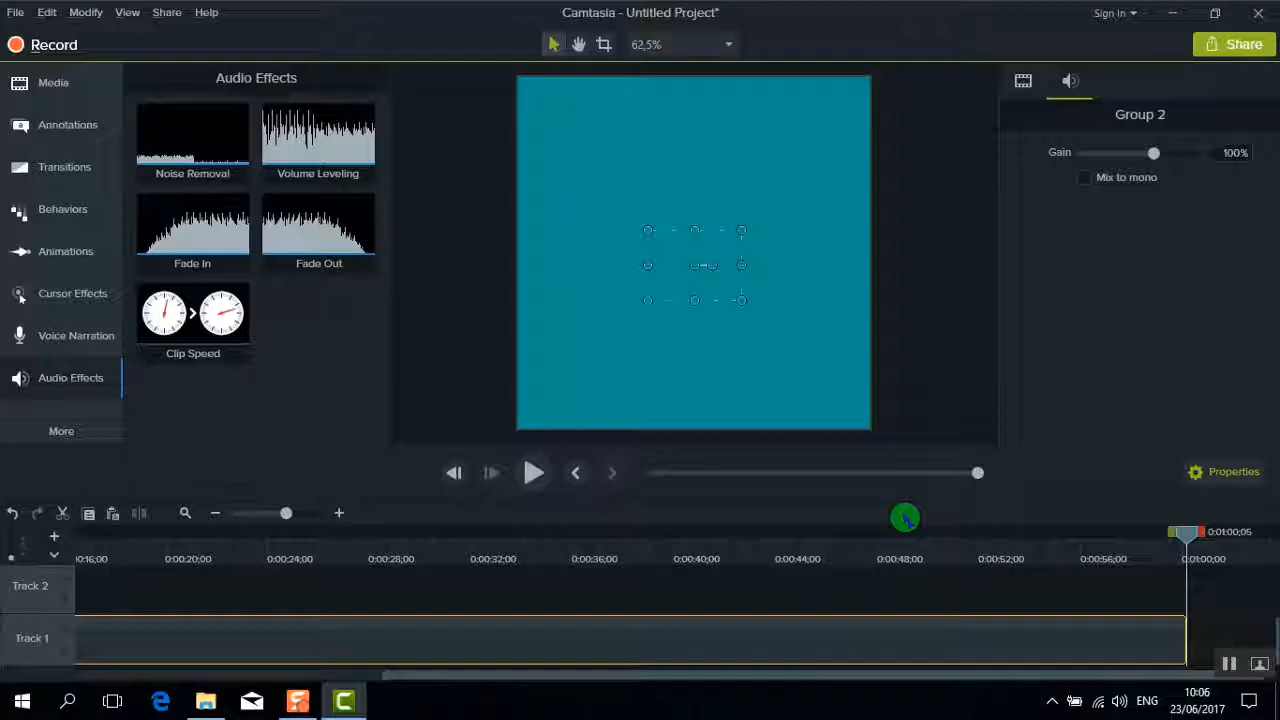 File Edit Modify View Share Help
Camtasia - Untitled Project*
Sign In
Record
62,5%
Share
Media
Annotations
Transitions
Behaviors
Animations
Cursor Effects
Voice Narration
Audio Effects
More
Audio Effects
Noise Removal
Volume Leveling
Fade In
Fade Out
Clip Speed
Group 2
Gain
100%
Mix to mono
Properties
0:01:00;05
0:00:20;00 0:00:24;00 0:00:28;00 0:00:32;00 0:00:36;00 0:00:40;00 0:00:44;00 0:00:48;00 0:00:52;00 0:00:56;00 0:01:00;00
Track 2
Track 1
ENG
10:06
23/06/2017